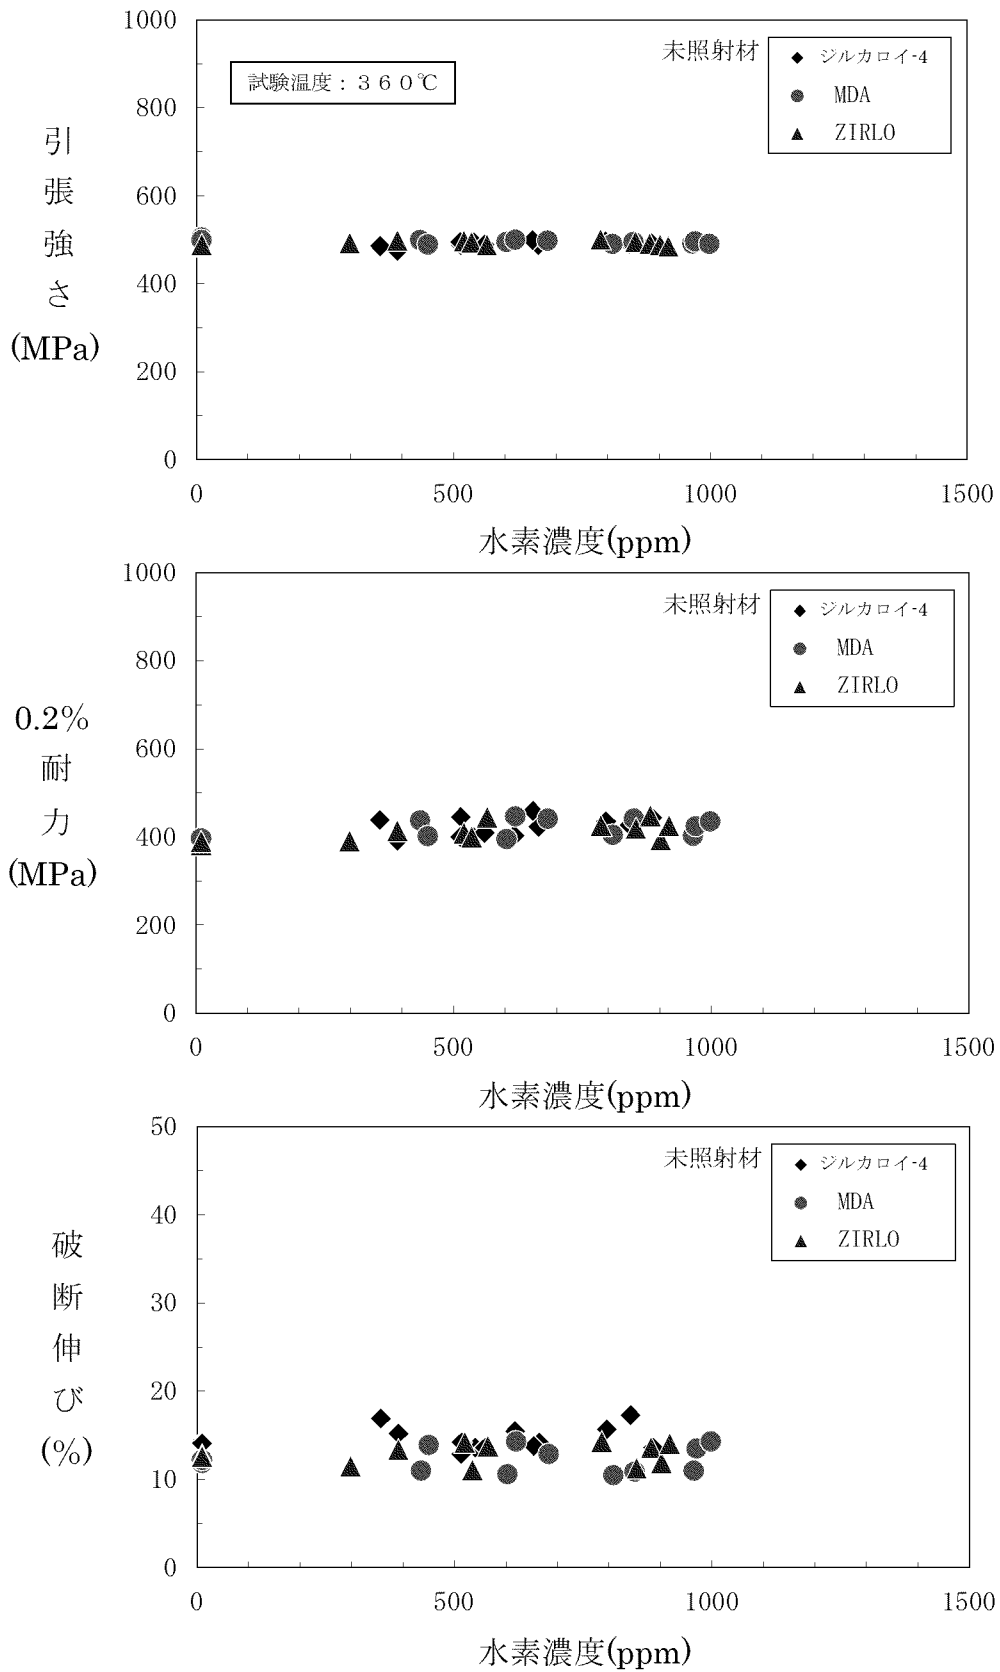 1000
800
600
400
200
0
引
張
強
さ
(MPa)
試験温度：３６０℃
未照射材
ジルカロイ-4
MDA
ZIRLO
0 500 1000 1500
水素濃度(ppm)
1000
800
600
400
200
0
0.2%
耐
力
(MPa)
未照射材
ジルカロイ-4
MDA
ZIRLO
0 500 1000 1500
水素濃度(ppm)
50
40
30
20
10
0
破
断
伸
び
(%)
未照射材
ジルカロイ-4
MDA
ZIRLO
0 500 1000 1500
水素濃度(ppm)